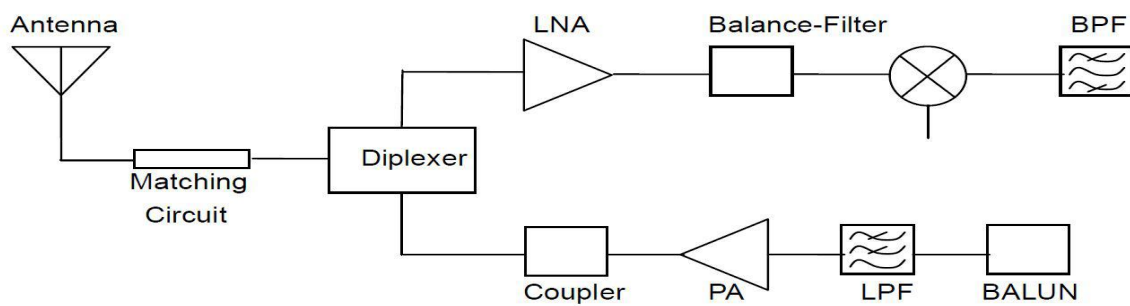 Antenna
LNA
Balance-Filter
BPF
Diplexer
Matching
Circuit
Coupler
PA
LPF
BALUN